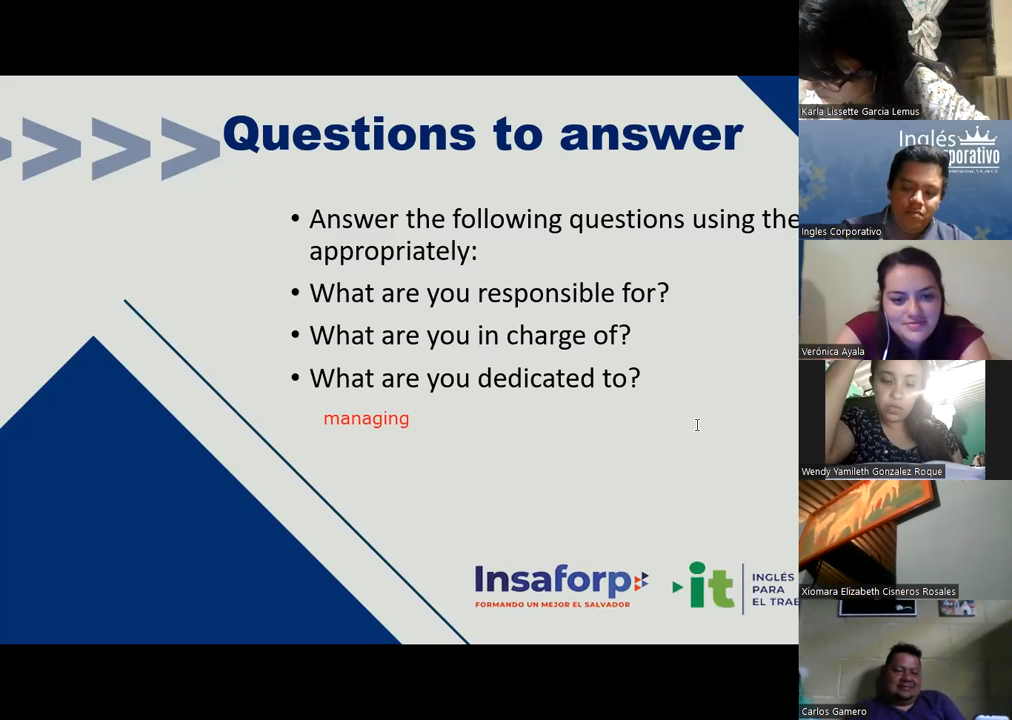 Questions to answer
• Answer the following questions using the
appropriately:
• What are you responsible for?
• What are you in charge of?
• What are you dedicated to?
managing
Insaforp
FORMANDO UN MEJOR EL SALVADOR
it
INGLÉS
PARA
EL TRA
Karla Lissette Garcia Lemus
Inglés
porativo
Ingles Corporativo
Verónica Ayala
Wendy Yamileth Gonzalez Roque
Xiomara Elizabeth Cisneros Rosales
Carlos Gamero